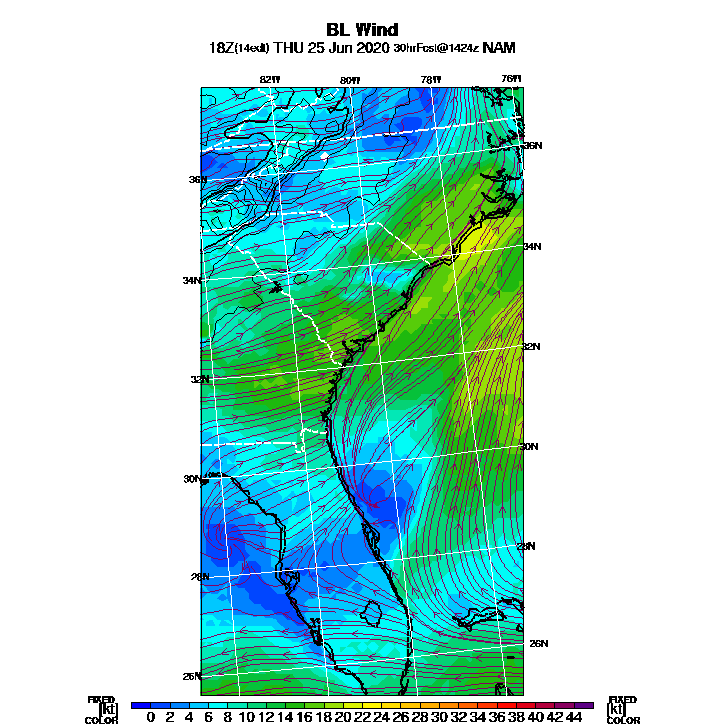 BL Wind
18Z(14edt) THU 25 Jun 2020 30hrFcst@1424z NAM
82W 80W 78W 76W
36N
36N
34N
34N
32N
32N
30N
30N
28N
28N
26N
26N
FIXED FIXED
[kt] 0 2 4 6 8 10 12 14 16 18 20 22 24 26 28 30 32 34 36 38 40 42 44 [kt]
COLOR COLOR